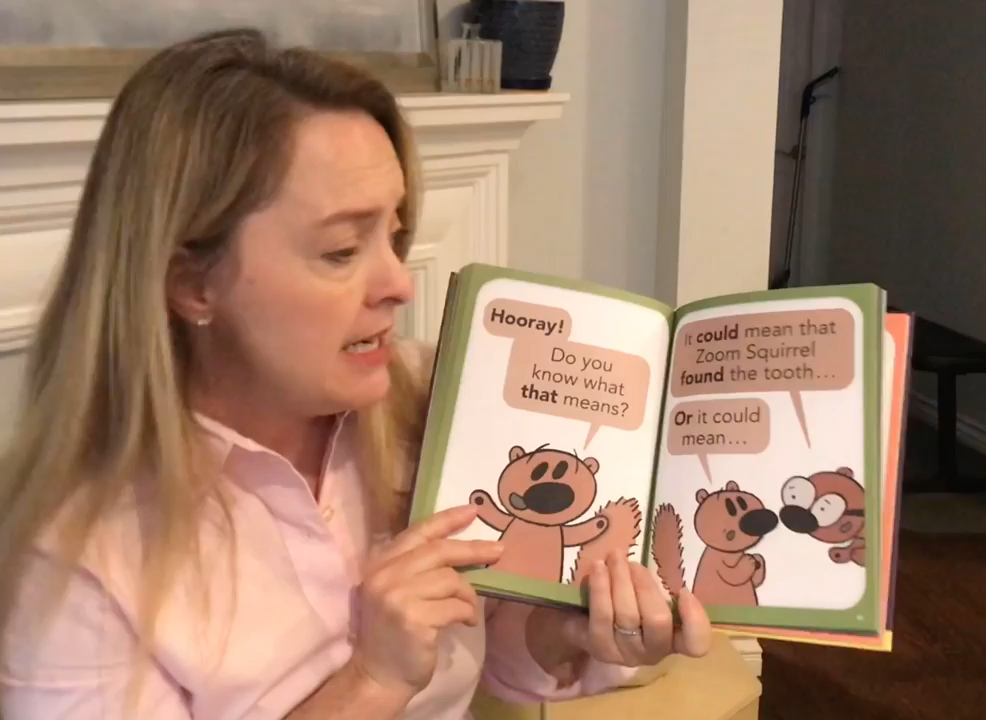 Hooray!
Do you
know what
that means?
It could mean that
Zoom Squirrel
found the tooth...
Or it could
mean...